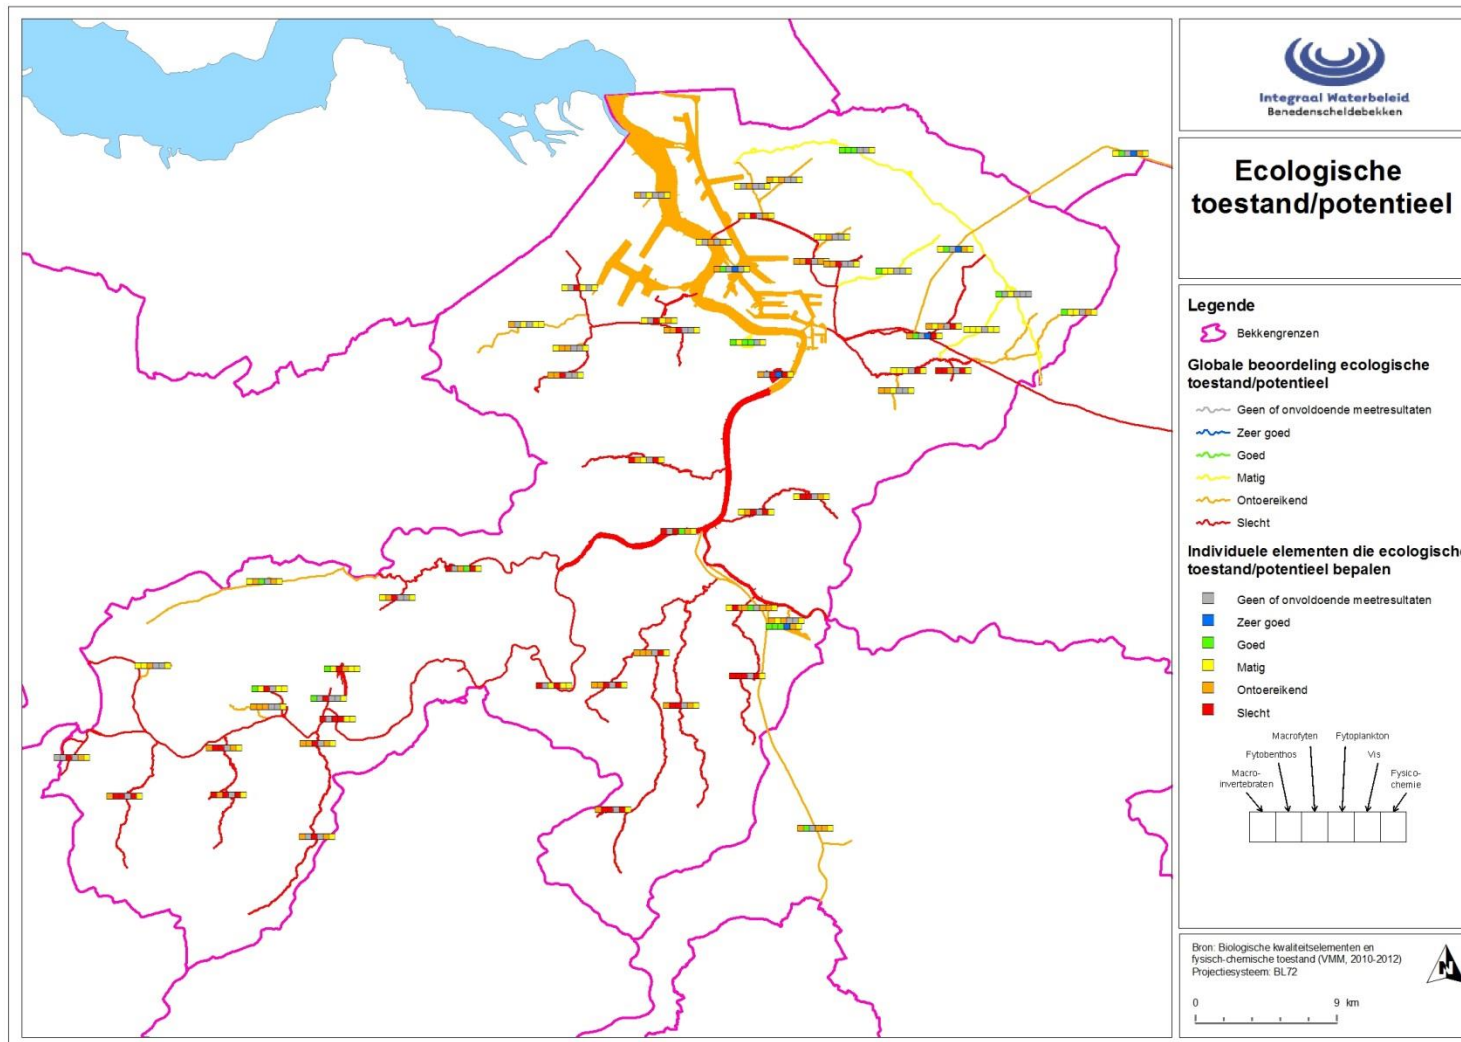 Integraal Waterbeleid
Benedenscheldebekken
Ecologische
toestand/potentieel
Legende
Bekkengrenzen
Globale beoordeling ecologische
toestand/potentieel
Geen of onvoldoende meetresultaten
Zeer goed
Goed
Matig
Ontoereikend
Slecht
Individuele elementen die ecologische
toestand/potentieel bepalen
Geen of onvoldoende meetresultaten
Zeer goed
Goed
Matig
Ontoereikend
Slecht
Macrofyten
Fytoplankton
Fytobenthos
Vis
Macro-
invertebraten
Fysico-
chemie
Bron: Biologische kwaliteitselementen en
fysisch-chemische toestand (VMM, 2010-2012)
Projectiesysteem: BL72
N
0 9 km